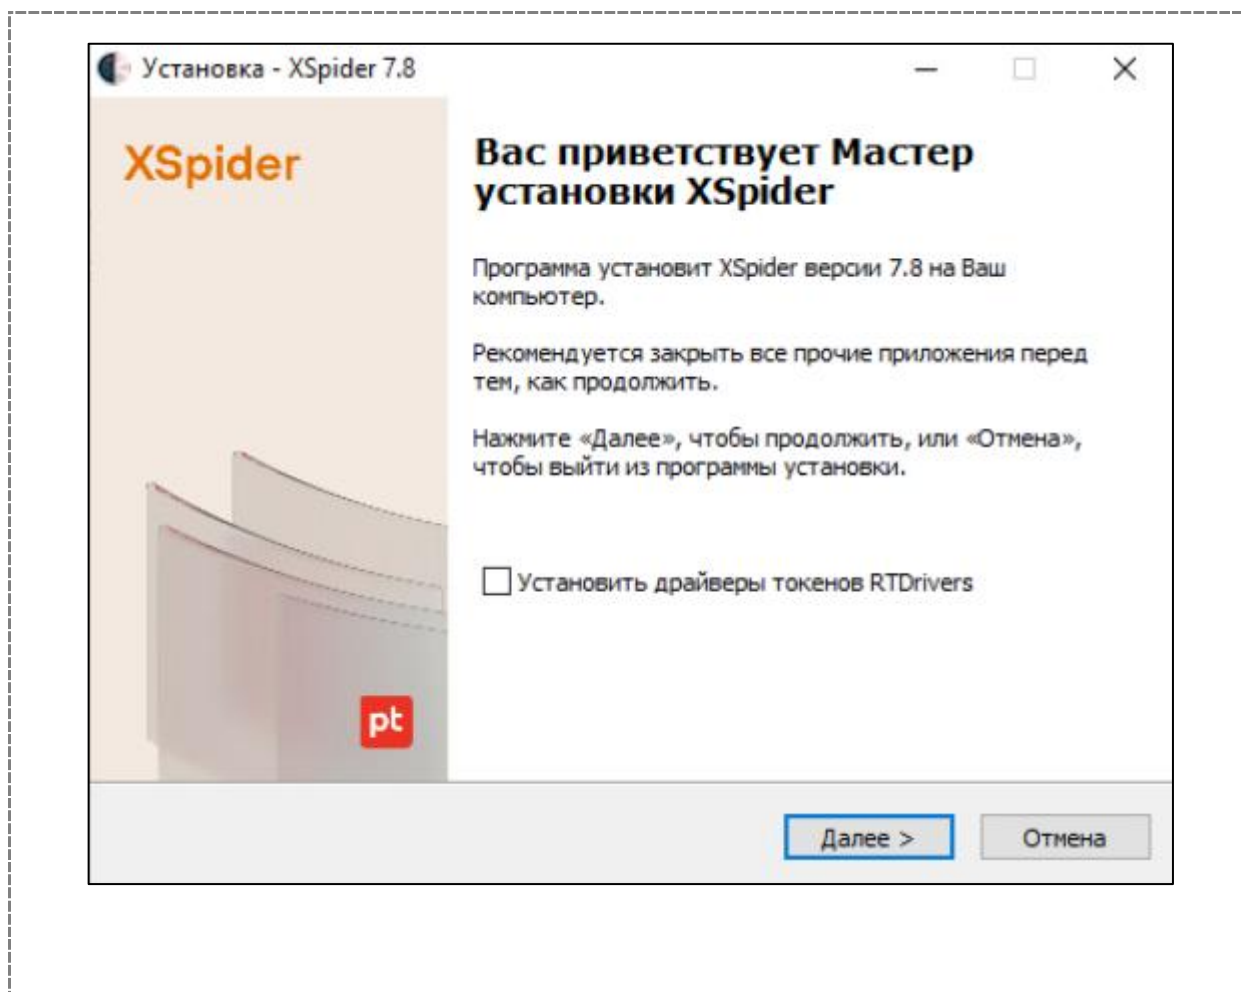 Установка - XSpider 7.8
XSpider
Вас приветствует Мастер
установки XSpider
Программа установит XSpider версии 7.8 на Ваш
компьютер.
Рекомендуется закрыть все прочие приложения перед
тем, как продолжить.
Нажмите «Далее», чтобы продолжить, или «Отмена»,
чтобы выйти из программы установки.
Установить драйверы токенов RTDrivers
pt
Далее >
Отмена